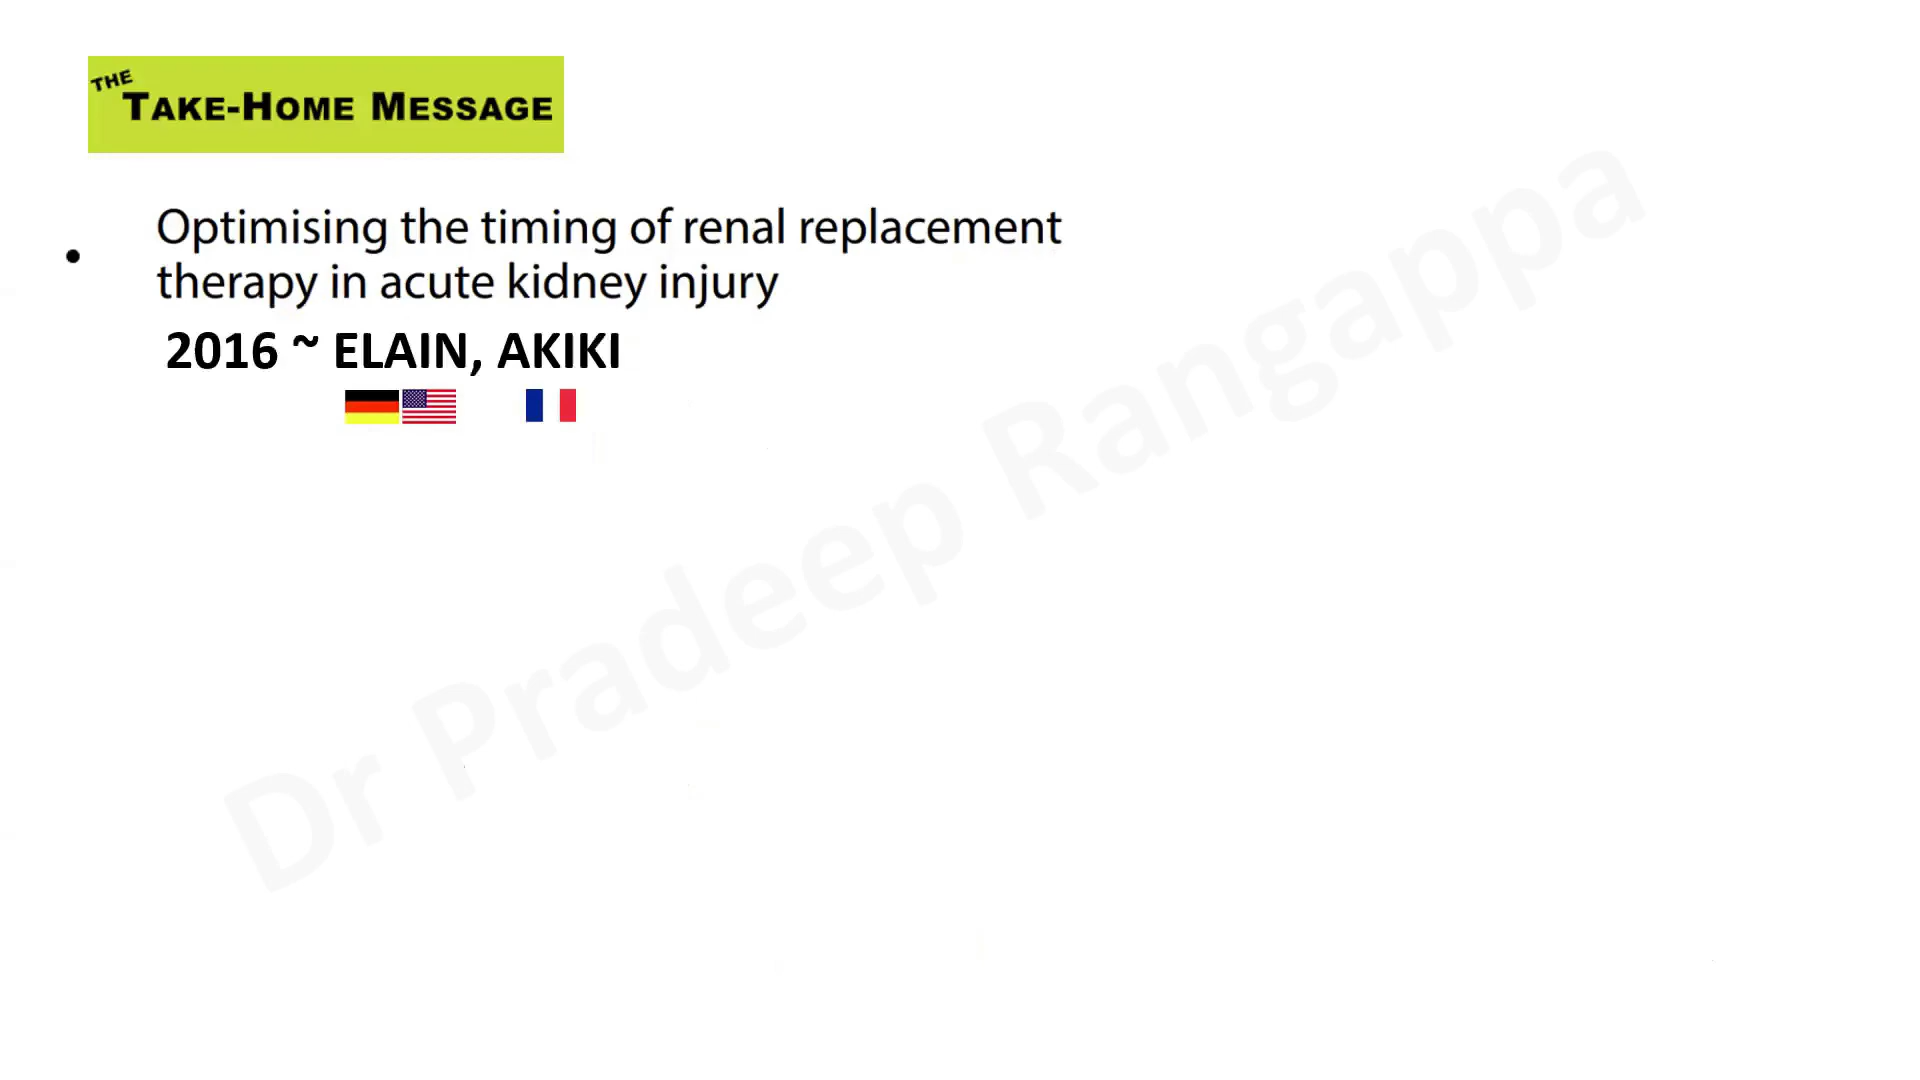 THE
TAKE-HOME MESSAGE
• Optimising the timing of renal replacement
therapy in acute kidney injury
2016 ~ ELAIN, AKIKI
Dr Pradeep Rangappa